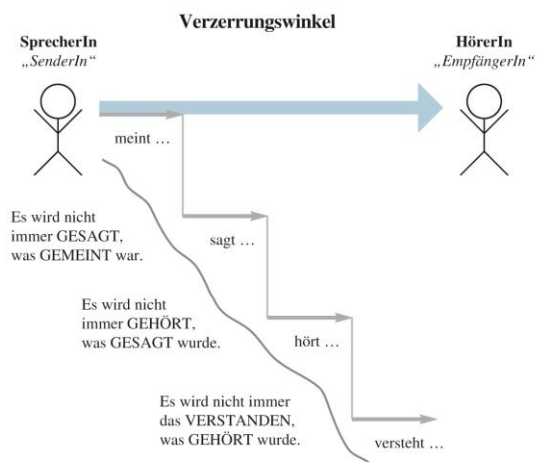 Verzerrungswinkel
SprecherIn
„SenderIn“
HörerIn
„EmpfängerIn“
meint …
Es wird nicht
immer GESAGT,
was GEMEINT war.
sagt …
Es wird nicht
immer GEHÖRT,
was GESAGT wurde.
hört …
Es wird nicht immer
das VERSTANDEN,
was GEHÖRT wurde.
versteht …